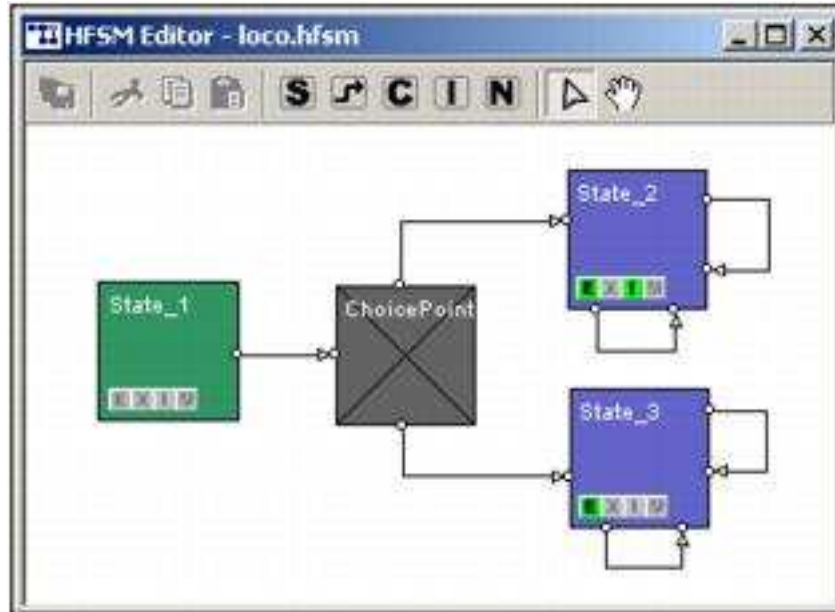 HFSM Editor - loco.hfsm
S C I N
State_2
E X I M
State_1
E X I M
ChoicePoint
State_3
E X I M